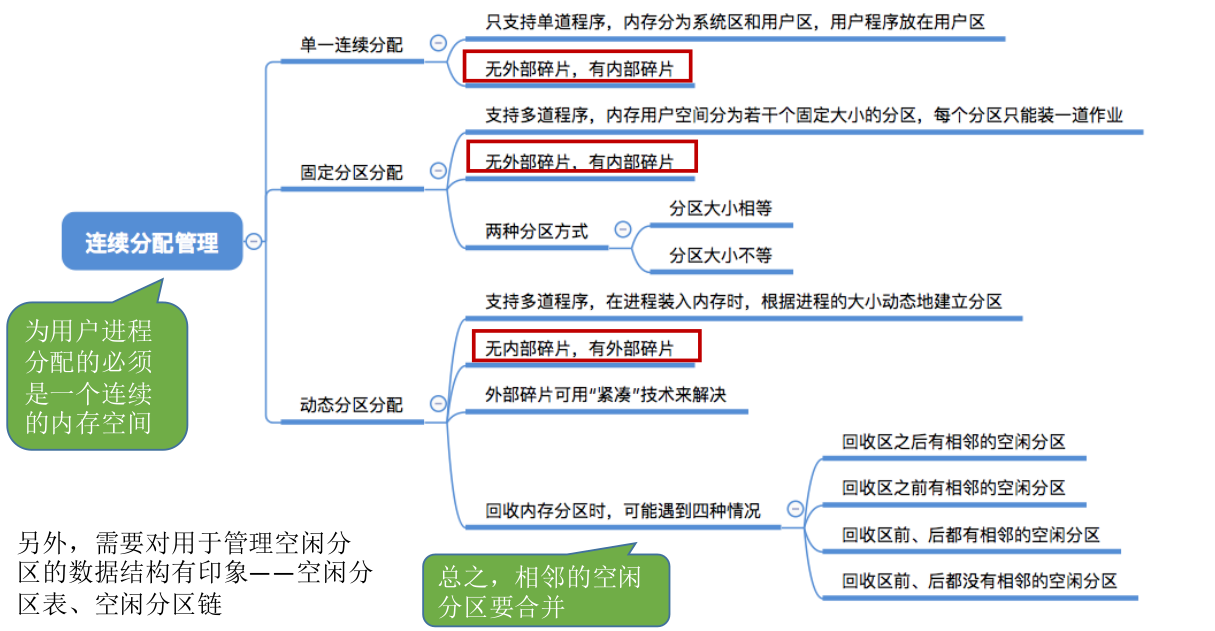 连续分配管理
为用户进程
分配的必须
是一个连续
的内存空间
单一连续分配
只支持单道程序，内存分为系统区和用户区，用户程序放在用户区
无外部碎片，有内部碎片
固定分区分配
支持多道程序，内存用户空间分为若干个固定大小的分区，每个分区只能装一道作业
无外部碎片，有内部碎片
两种分区方式
分区大小相等
分区大小不等
动态分区分配
支持多道程序，在进程装入内存时，根据进程的大小动态地建立分区
无内部碎片，有外部碎片
外部碎片可用“紧凑”技术来解决
回收内存分区时，可能遇到四种情况
回收区之后有相邻的空闲分区
回收区之前有相邻的空闲分区
回收区前、后都有相邻的空闲分区
回收区前、后都没有相邻的空闲分区
总之，相邻的空闲
分区要合并
另外，需要对用于管理空闲分
区的数据结构有印象——空闲分
区表、空闲分区链